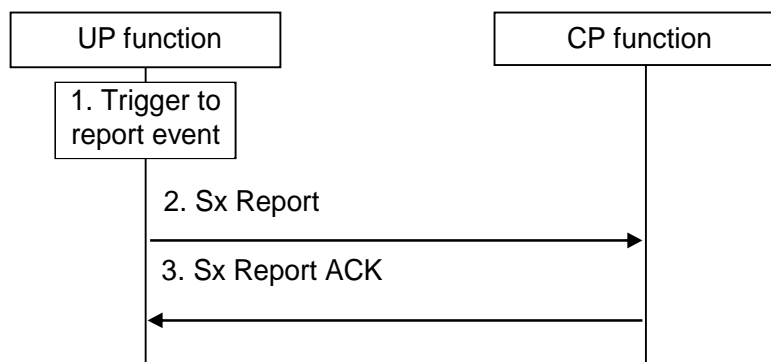 UP function
CP function
1. Trigger to
report event
2. Sx Report
3. Sx Report ACK